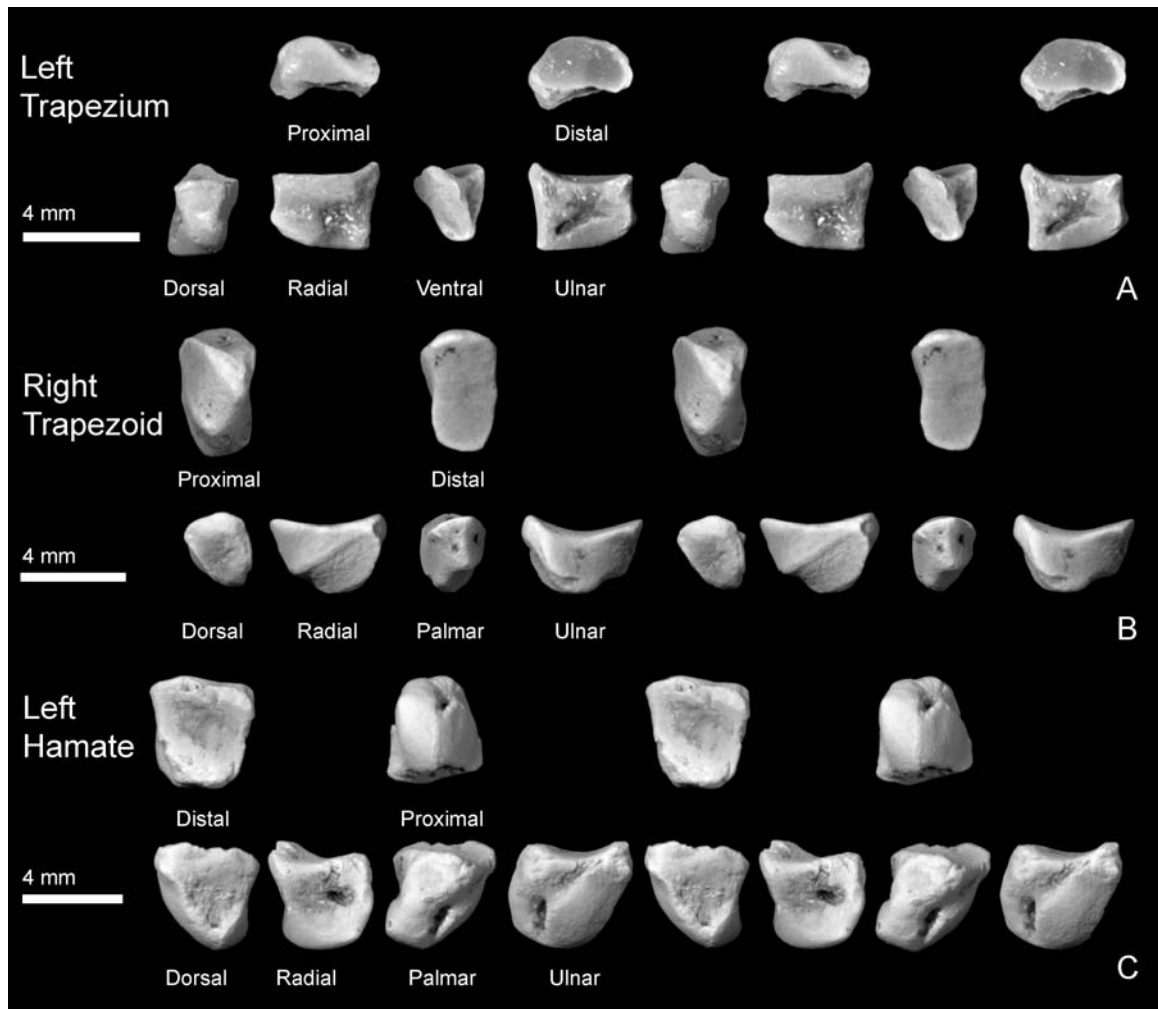 Left
Trapezium
Proximal
Distal
4 mm
Dorsal
Radial
Ventral
Ulnar
A
Right
Trapezoid
Proximal
Distal
4 mm
Dorsal
Radial
Palmar
Ulnar
B
Left
Hamate
Distal
Proximal
4 mm
Dorsal
Radial
Palmar
Ulnar
C